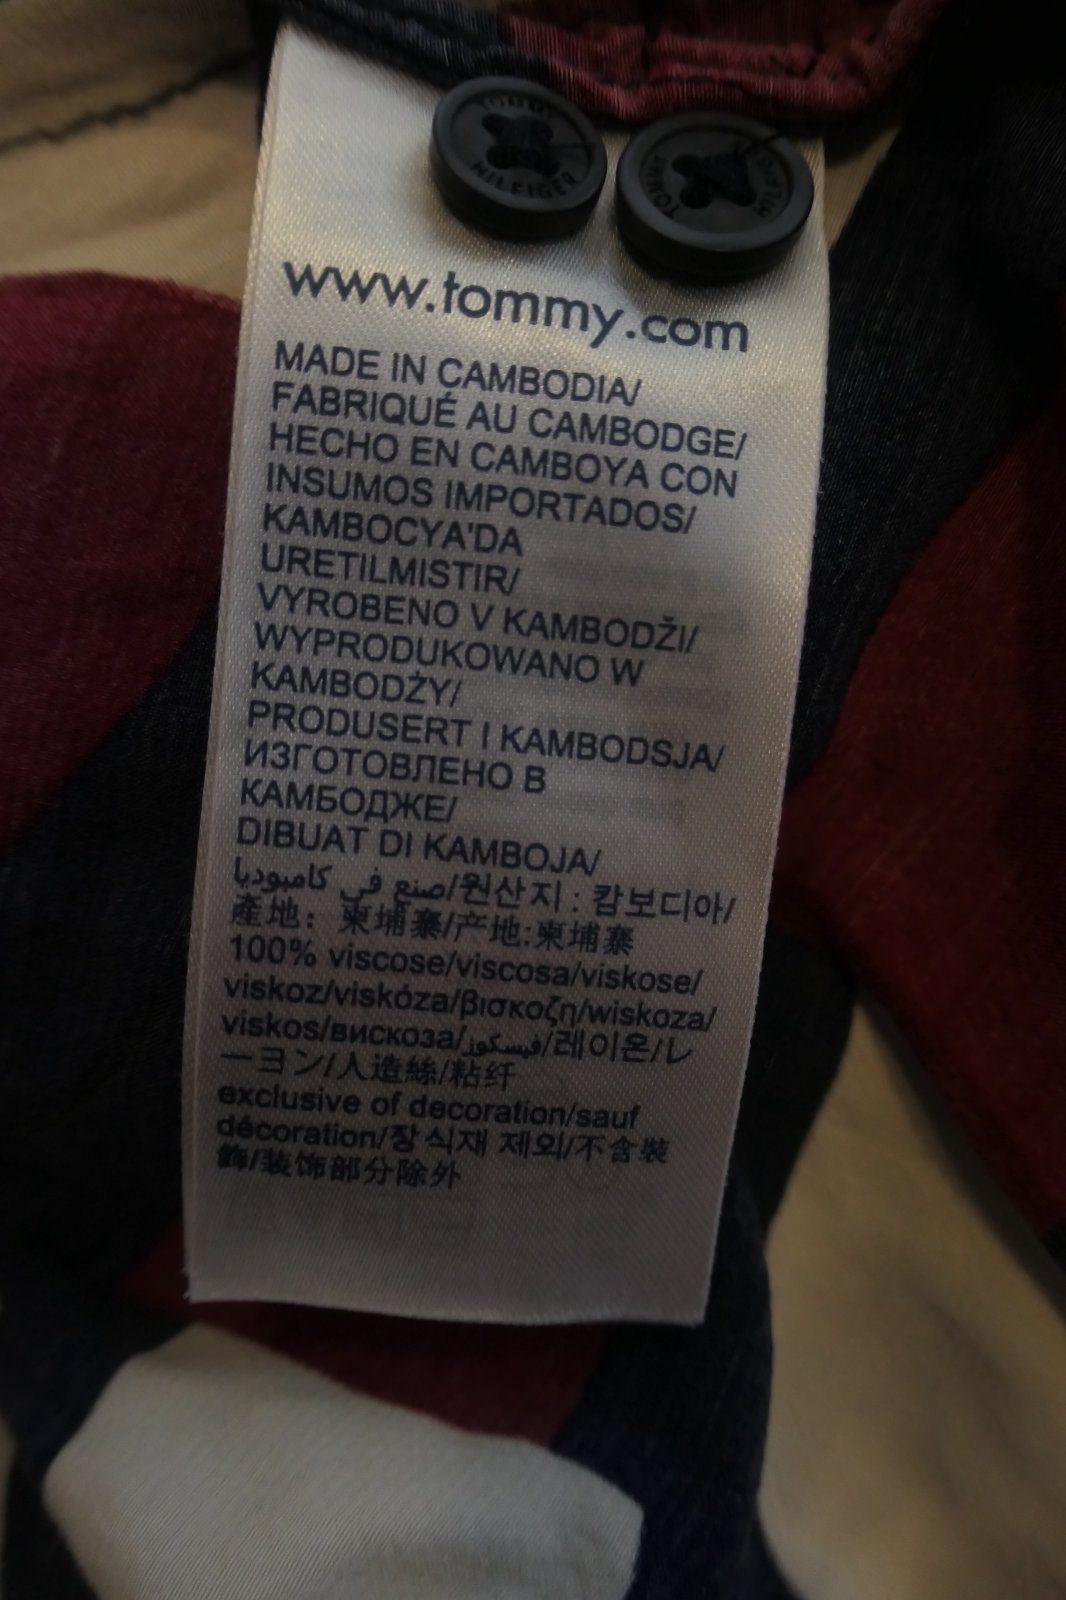 TOMMY
HILFIGER
TOMMY
HILFIGER
www.tommy.com
MADE IN CAMBODIA/
FABRIQUÉ AU CAMBODGE/
HECHO EN CAMBOYA CON
INSUMOS IMPORTADOS/
KAMBOCYA'DA
URETILMISTIR/
VYROBENO V KAMBODŽI/
WYPRODUKOWANO W
KAMBODŻY/
PRODUSERT I KAMBODSJA/
ИЗГОТОВЛЕНО В
КАМБОДЖЕ/
DIBUAT DI KAMBOJA/
صنع في كامبوديا/원산지 : 캄보디아/
產地： 柬埔寨/产地:柬埔寨
100% viscose/viscosa/viskose/
viskoz/viskóza/βισκοζη/wiskoza/
viskos/вискоза/فيسكوز/레이온/レ
ーヨン/人造絲/粘纤
exclusive of decoration/sauf
décoration/장식재 제외/不含裝
飾/装饰部分除外